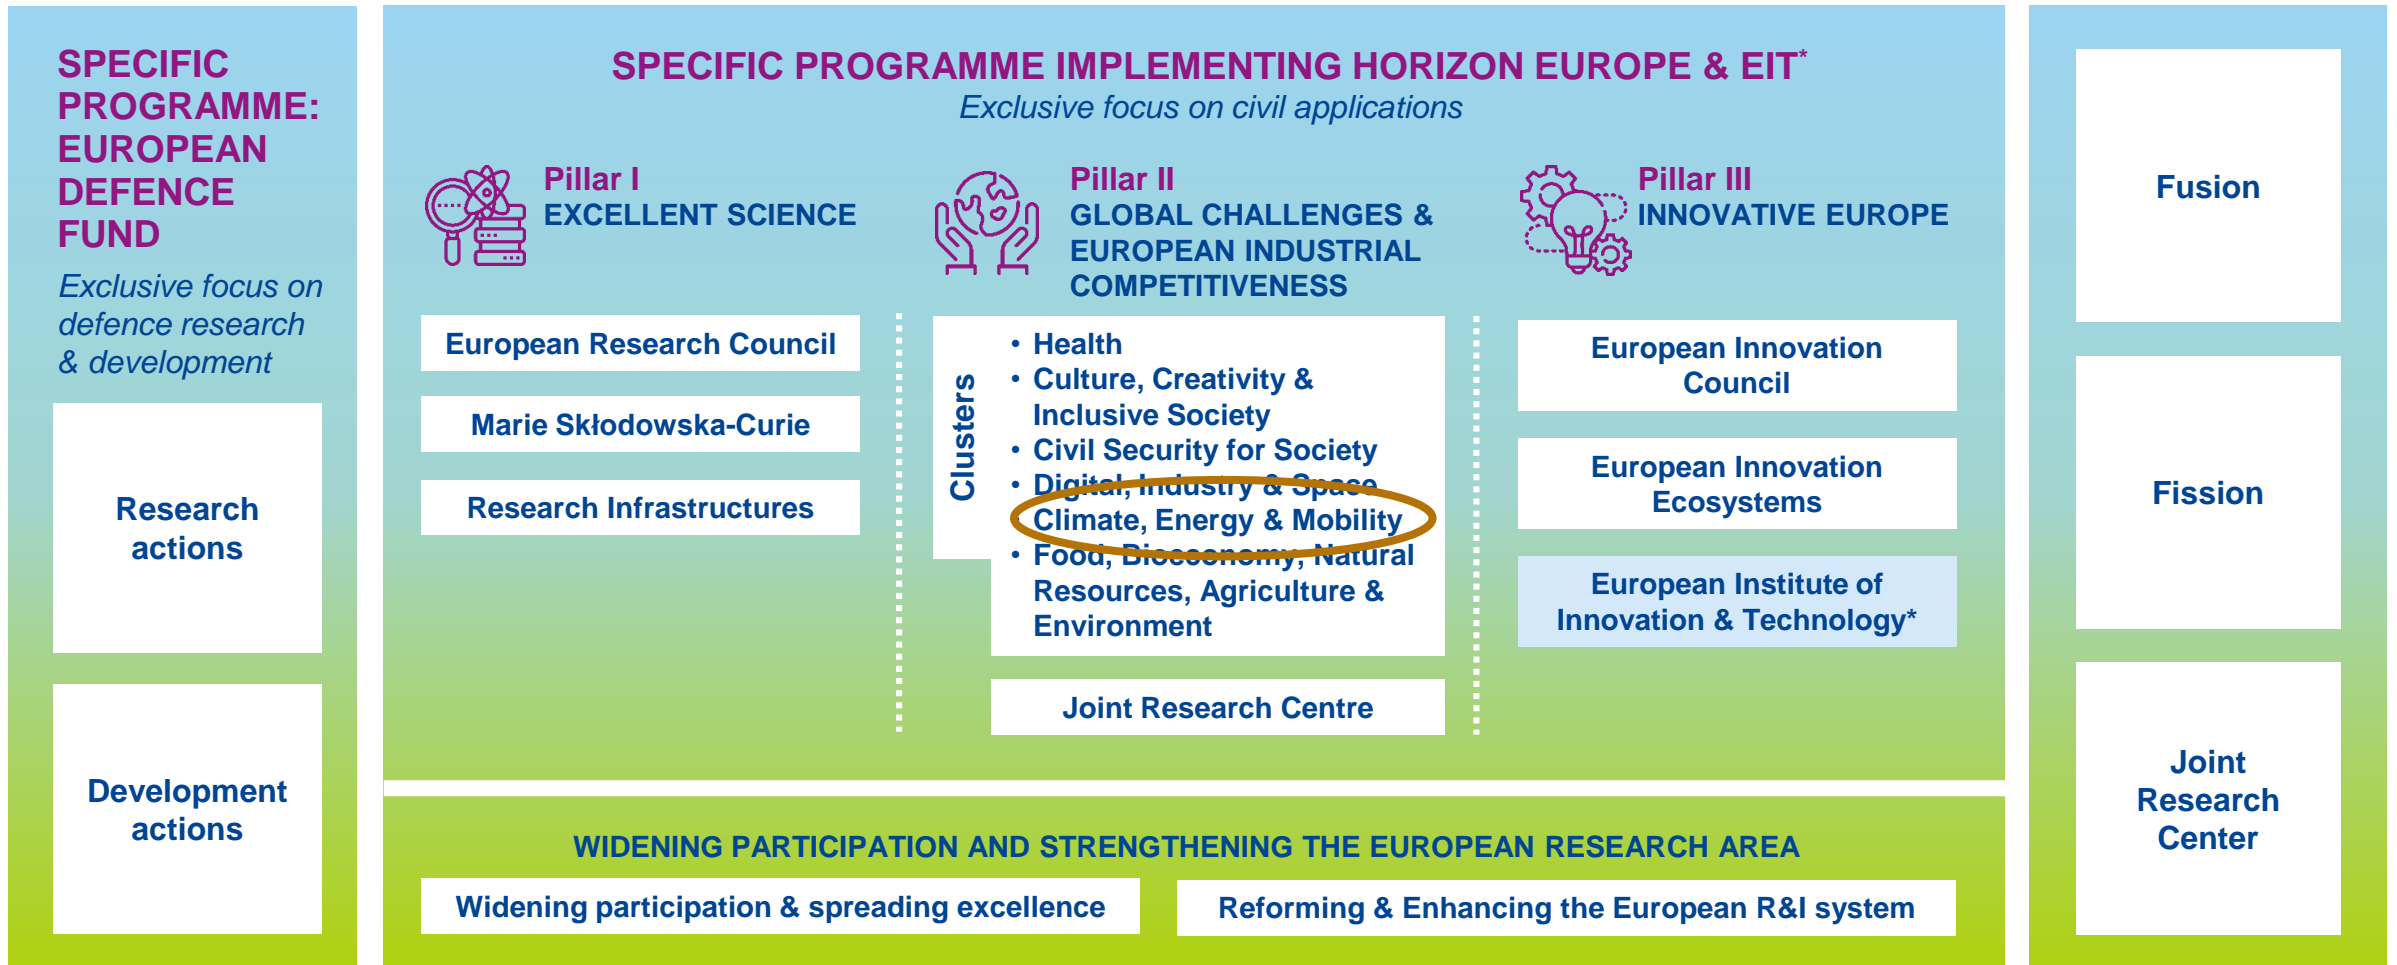 SPECIFIC
PROGRAMME:
EUROPEAN
DEFENCE
FUND
Exclusive focus on
defence research
& development
Research
actions
Development
actions
SPECIFIC PROGRAMME IMPLEMENTING HORIZON EUROPE & EIT*
Exclusive focus on civil applications
Pillar I
EXCELLENT SCIENCE
European Research Council
Marie Skłodowska-Curie
Research Infrastructures
Pillar II
GLOBAL CHALLENGES &
EUROPEAN INDUSTRIAL
COMPETITIVENESS
Clusters
• Health
• Culture, Creativity &
Inclusive Society
• Civil Security for Society
• Digital, Industry & Space
• Climate, Energy & Mobility
• Food, Bioeconomy, Natural
Resources, Agriculture &
Environment
Joint Research Centre
Pillar III
INNOVATIVE EUROPE
European Innovation
Council
European Innovation
Ecosystems
European Institute of
Innovation & Technology*
WIDENING PARTICIPATION AND STRENGTHENING THE EUROPEAN RESEARCH AREA
Widening participation & spreading excellence
Reforming & Enhancing the European R&I system
Fusion
Fission
Joint
Research
Center